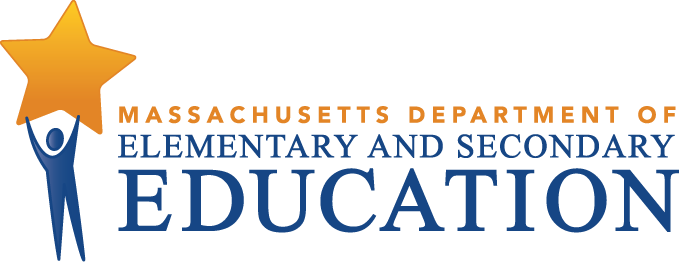 MASSACHUSETTS DEPARTMENT OF
ELEMENTARY AND SECONDARY
EDUCATION